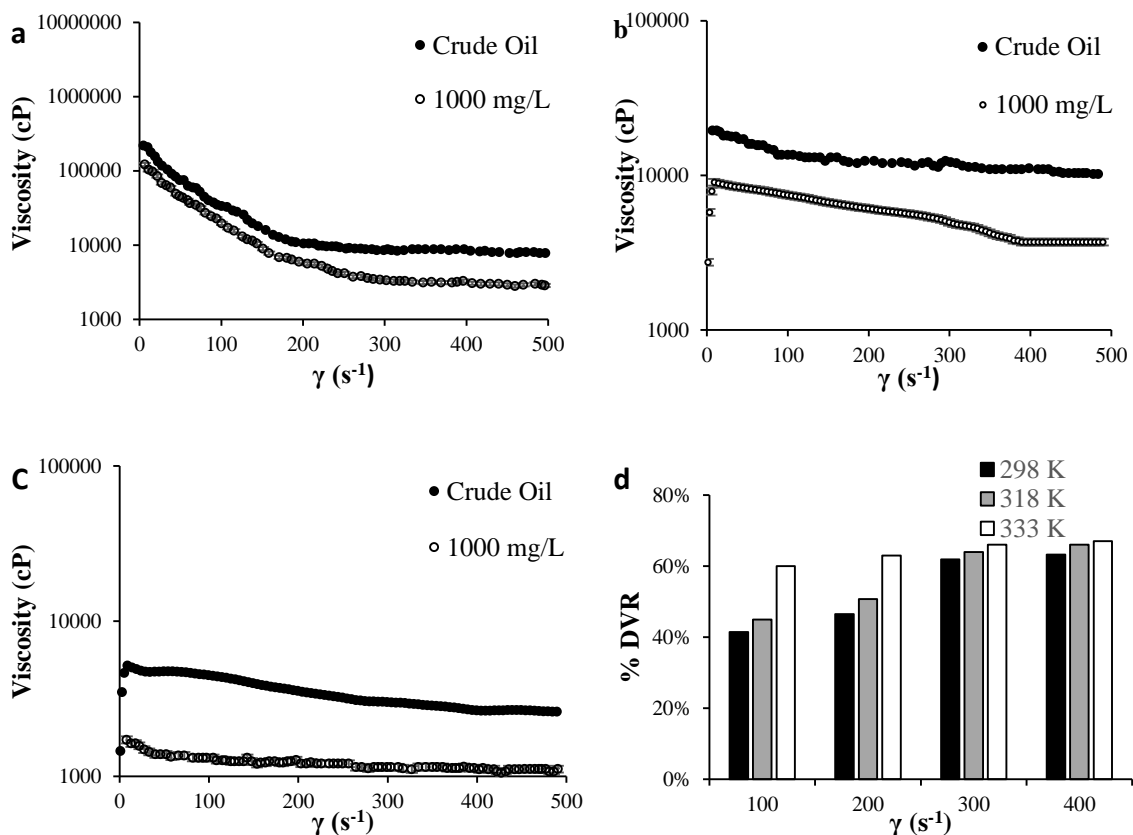 a
10000000
1000000
100000
10000
1000
Viscosity (cP)
0 100 200 300 400 500
γ (s⁻¹)
Crude Oil
1000 mg/L
b
100000
10000
1000
Viscosity (cP)
0 100 200 300 400 500
γ (s⁻¹)
Crude Oil
1000 mg/L
C
100000
10000
1000
Viscosity (cP)
0 100 200 300 400 500
γ (s⁻¹)
Crude Oil
1000 mg/L
d
80%
60%
40%
20%
0%
% DVR
100 200 300 400
γ (s⁻¹)
298 K
318 K
333 K